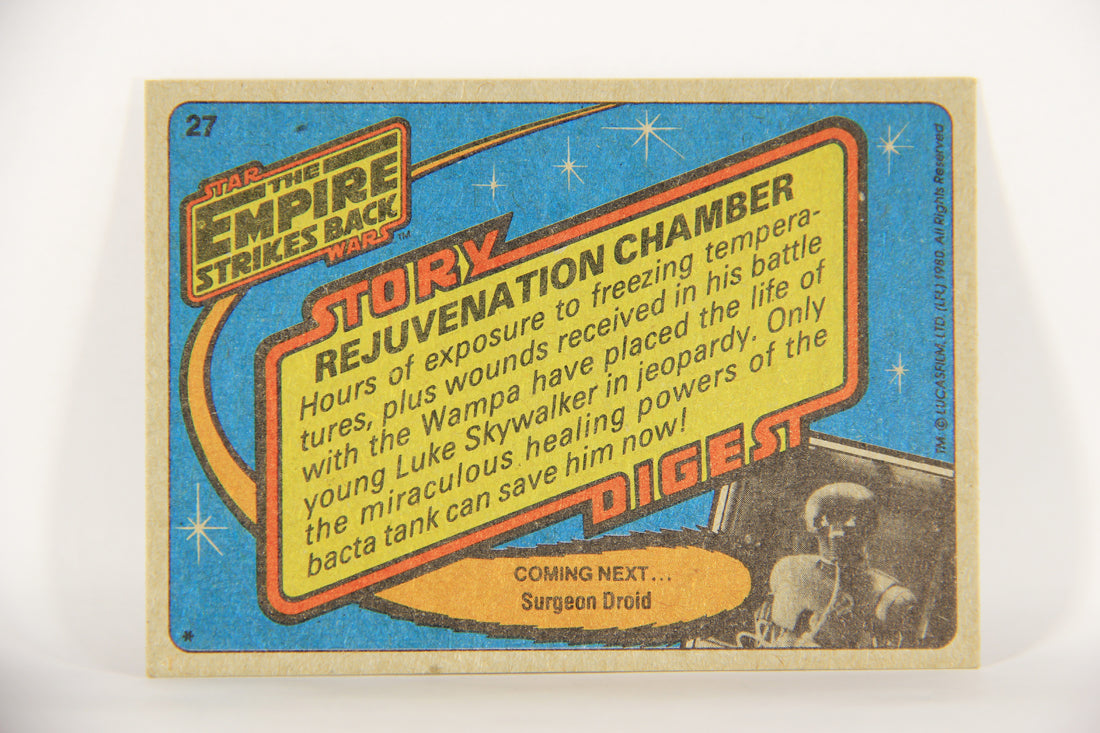 27
STAR
THE
EMPIRE
STRIKES BACK
WARS™
STORY
REJUVENATION CHAMBER
Hours of exposure to freezing tempera-
tures, plus wounds received in his battle
with the Wampa have placed the life of
young Luke Skywalker in jeopardy. Only
the miraculous healing powers of the
bacta tank can save him now!
DIGEST
COMING NEXT...
Surgeon Droid
*
TM: © LUCASFILM, LTD. (LFL) 1980. All Rights Reserved